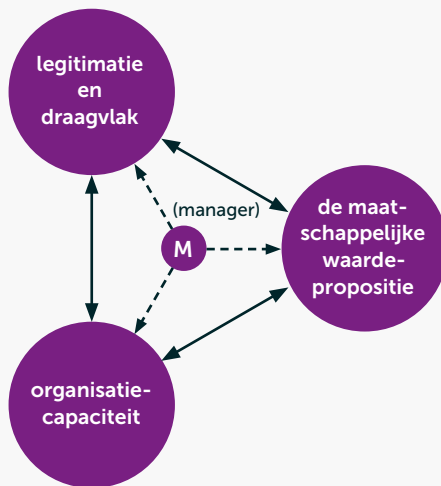 legitimatie
en
draagvlak
(manager)
M
de maat-
schappelijke
waarde-
propositie
organisatie-
capaciteit